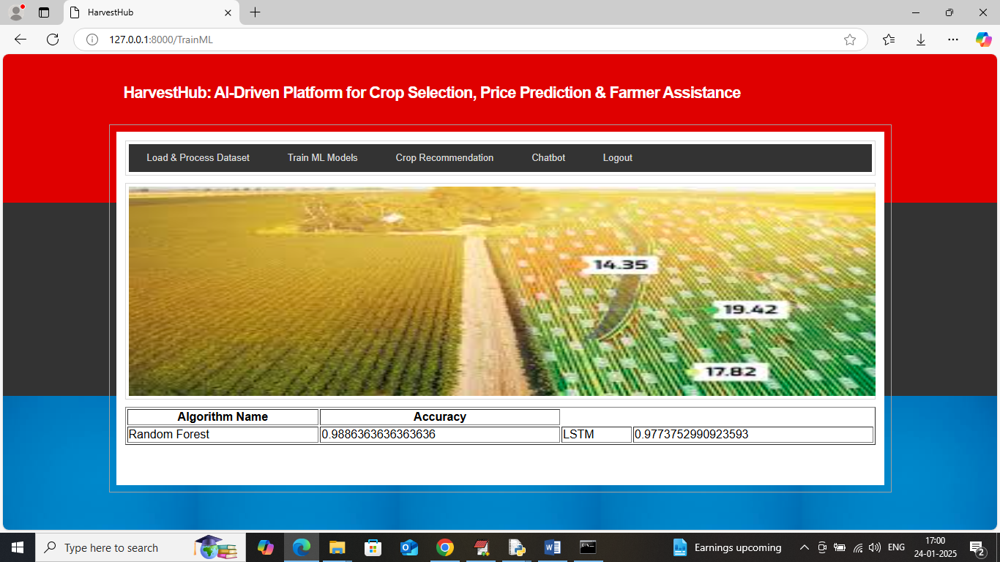 HarvestHub
127.0.0.1:8000/TrainML
HarvestHub: AI-Driven Platform for Crop Selection, Price Prediction & Farmer Assistance
Load & Process Dataset Train ML Models Crop Recommendation Chatbot Logout
14.35
19.42
17.82
Algorithm Name Accuracy
Random Forest 0.9886363636363636 LSTM 0.9773752990923593
Type here to search Earnings upcoming ENG 17:00
24-01-2025 2